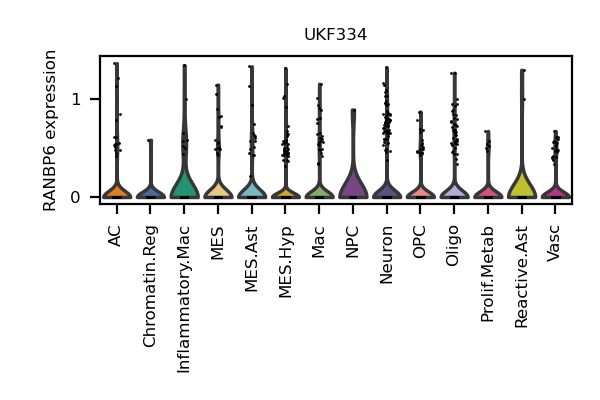 UKF334
RANBP6 expression
1
0
AC
Chromatin.Reg
Inflammatory.Mac
MES
MES.Ast
MES.Hyp
Mac
NPC
Neuron
OPC
Oligo
Prolif.Metab
Reactive.Ast
Vasc